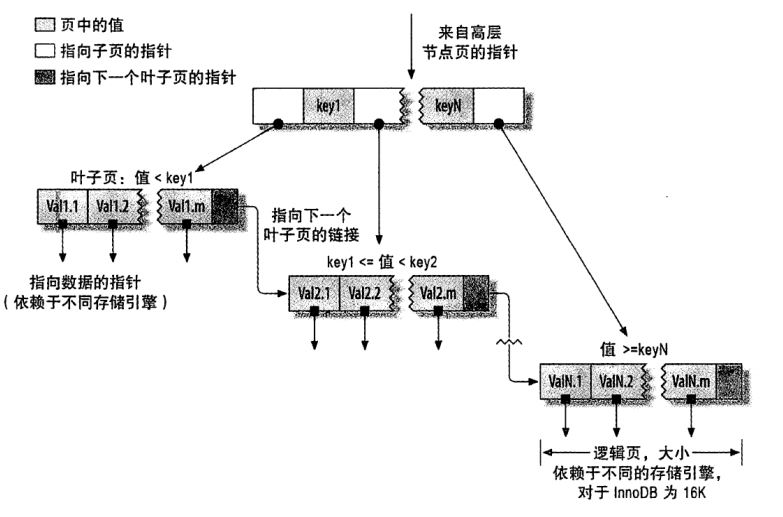 页中的值
指向子页的指针
指向下一个叶子页的指针
来自高层
节点页的指针
key1
keyN
叶子页：值 < key1
Val1.1
Val1.2
Val1.m
指向下一个
叶子页的链接
指向数据的指针
（依赖于不同存储引擎）
key1 <= 值 < key2
Val2.1
Val2.2
Val2.m
值 >=keyN
ValN.1
ValN.2
ValN.m
逻辑页，大小
依赖于不同的存储引擎，
对于 InnoDB 为 16K